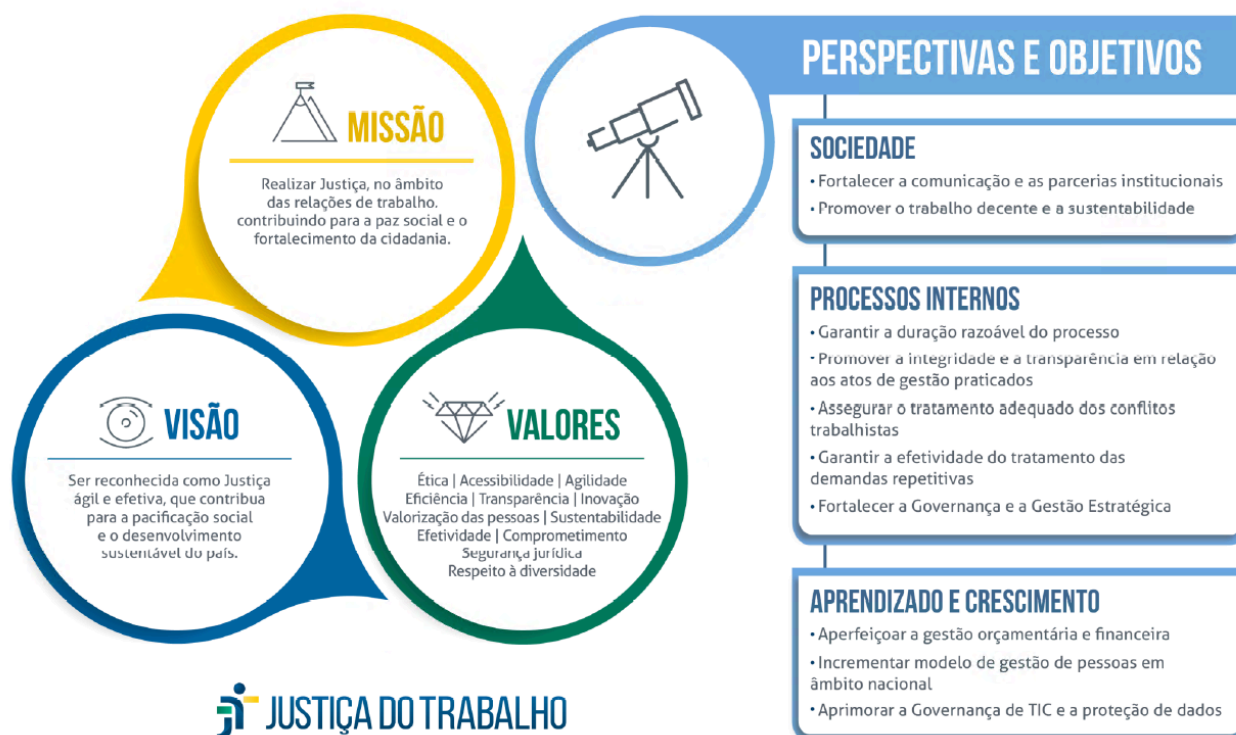 MISSÃO
Realizar Justiça, no âmbito
das relações de trabalho.
contribuindo para a paz social e o
fortalecimento da cidadania.
VISÃO
Ser reconhecida como Justiça
ágil e efetiva, que contribua
para a pacificação social
e o desenvolvimento
sustentável do país.
VALORES
Ética | Acessibilidade | Agilidade
Eficiência | Transparência | Inovação
Valorização das pessoas | Sustentabilidade
Efetividade | Comprometimento
Segurança jurídica
Respeito à diversidade
JUSTIÇA DO TRABALHO
PERSPECTIVAS E OBJETIVOS
SOCIEDADE
• Fortalecer a comunicação e as parcerias institucionais
• Promover o trabalho decente e a sustentabilidade
PROCESSOS INTERNOS
• Garantir a duração razoável do processo
• Promover a integridade e a transparência em relação
aos atos de gestão praticados
• Assegurar o tratamento adequado dos conflitos
trabalhistas
• Garantir a efetividade do tratamento das
demandas repetitivas
• Fortalecer a Governança e a Gestão Estratégica
APRENDIZADO E CRESCIMENTO
• Aperfeiçoar a gestão orçamentária e financeira
• Incrementar modelo de gestão de pessoas em
âmbito nacional
• Aprimorar a Governança de TIC e a proteção de dados